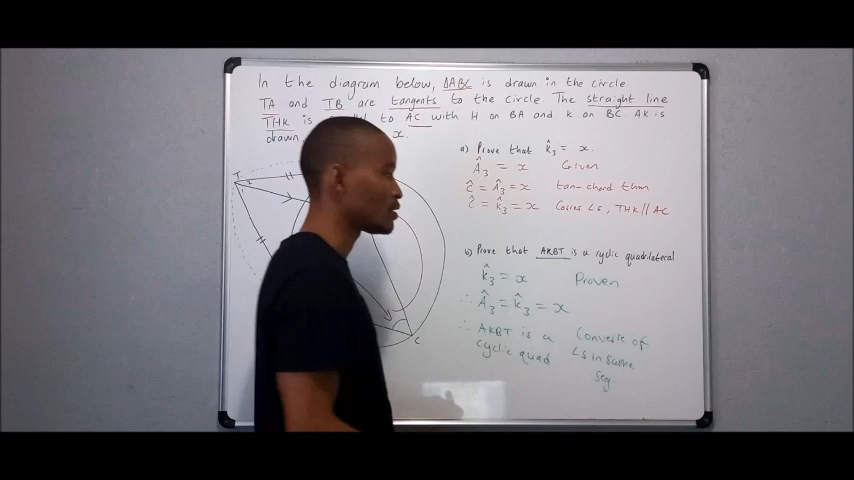 In the diagram below, ΔABC is drawn in the circle.
TA and TB are tangents to the circle The straight line
THK is to AC with H on BA and K on BC. AK is
drawn x.
a) Prove that K̂₃ = x.
Â₃ = x Given
Ĉ = Â₃ = x tan-chord thm
Ĉ = K̂₃ = x Corres ∠s, THK // AC
b) Prove that AKBT is a cyclic quadrilateral
K̂₃ = x Proven
∴ Â₃ = K̂₃ = x
∴ AKBT is a cyclic quad
Converse of
∠s in same
seg.
T
C